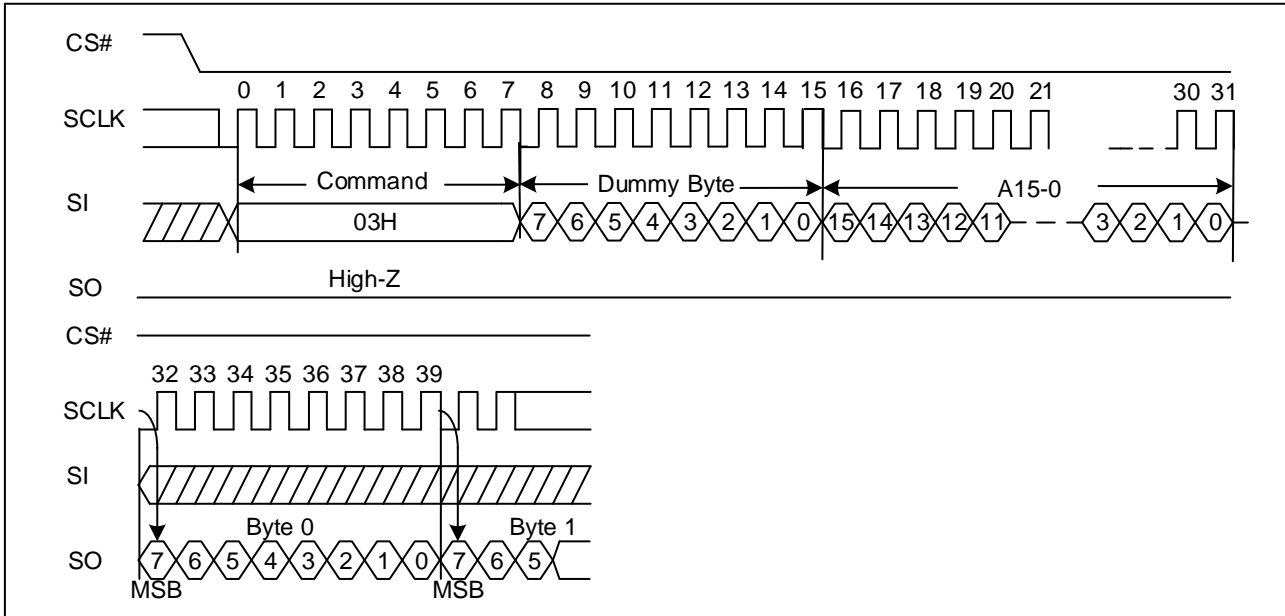 CS#
0 1 2 3 4 5 6 7 8 9 10 11 12 13 14 15 16 17 18 19 20 21 30 31
SCLK
Command Dummy Byte A15-0
SI
03H 7 6 5 4 3 2 1 0 15 14 13 12 11 3 2 1 0
High-Z
SO
CS#
32 33 34 35 36 37 38 39
SCLK
SI
Byte 0 Byte 1
SO 7 6 5 4 3 2 1 0 7 6 5
MSB MSB